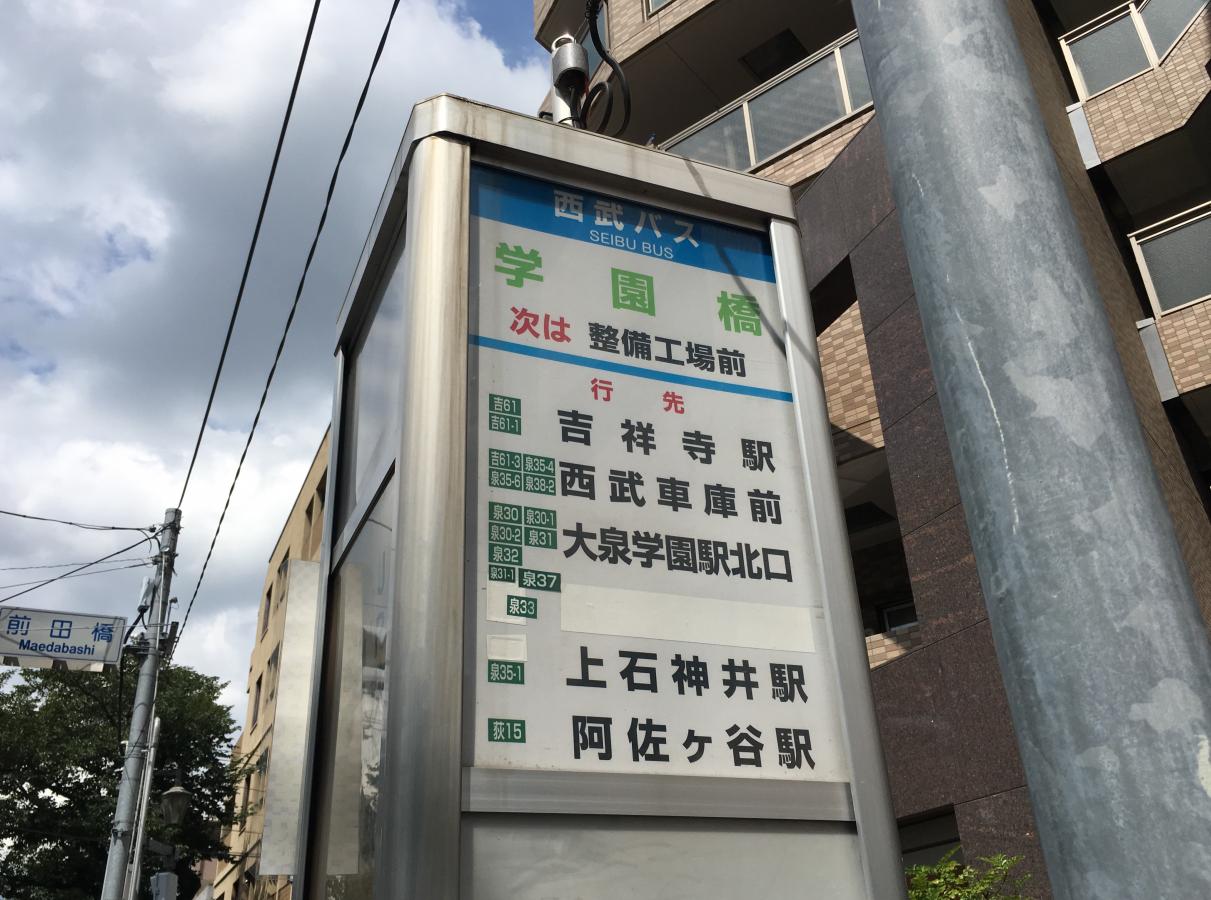 西武バス
SEIBU BUS
学園橋
次は 整備工場前
行先
吉61
吉61-1
吉祥寺駅
吉61-3 泉35-4
泉35-6 泉38-2
西武車庫前
泉30 泉30-1
泉30-2 泉31
泉32
大泉学園駅北口
泉31-1 泉37
泉33
泉35-1
上石神井駅
荻15
阿佐ヶ谷駅
前田橋
Maedabashi